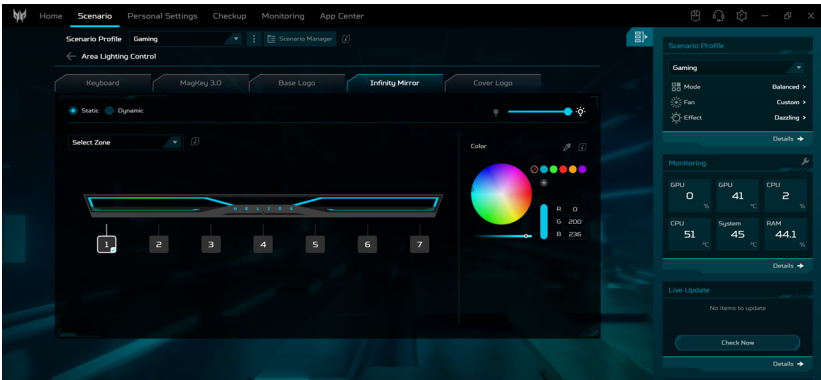 Home Scenario Personal Settings Checkup Monitoring App Center
Scenario Profile Gaming Scenario Manager
Area Lighting Control
Keyboard MagKey 3.0 Base Logo Infinity Mirror Cover Logo
Static Dynamic
Select Zone
Color
R 0
G 200
B 236
HELIOS
1 2 3 4 5 6 7
Scenario Profile
Gaming
Mode Balanced >
Fan Custom >
Effect Dazzling >
Details
Monitoring
GPU 0 %
GPU 41 °C
CPU 2 %
CPU 51 °C
System 45 °C
RAM 44.1 %
Details
Live Update
No items to update
Check Now
Details